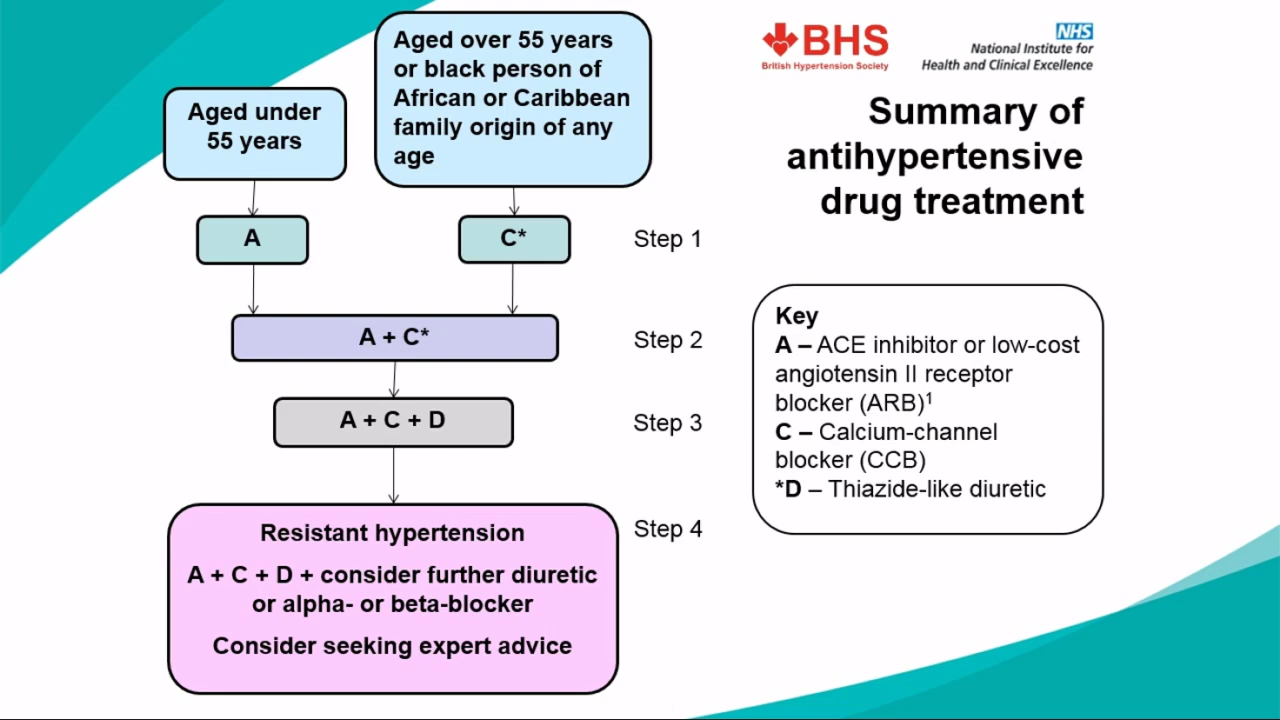 Aged over 55 years
or black person of
African or Caribbean
family origin of any
age
Aged under
55 years
BHS
British Hypertension Society
NHS
National Institute for
Health and Clinical Excellence
Summary of
antihypertensive
drug treatment
A
C*
Step 1
A + C*
Step 2
A + C + D
Step 3
Resistant hypertension
A + C + D + consider further diuretic
or alpha- or beta-blocker
Consider seeking expert advice
Step 4
Key
A – ACE inhibitor or low-cost
angiotensin II receptor
blocker (ARB)¹
C – Calcium-channel
blocker (CCB)
*D – Thiazide-like diuretic